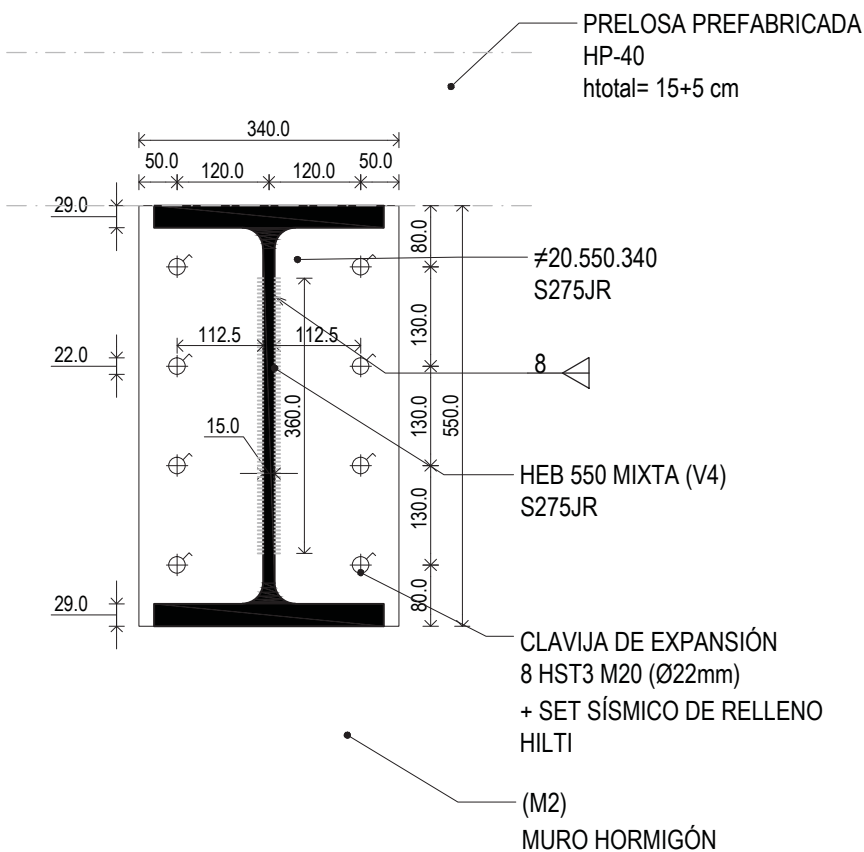 PRELOSA PREFABRICADA
HP-40
htotal= 15+5 cm
340.0
50.0
120.0
120.0
50.0
29.0
80.0
≠20.550.340
S275JR
130.0
112.5
112.5
22.0
8
360.0
130.0
550.0
15.0
HEB 550 MIXTA (V4)
S275JR
130.0
29.0
80.0
CLAVIJA DE EXPANSIÓN
8 HST3 M20 (Ø22mm)
+ SET SÍSMICO DE RELLENO
HILTI
(M2)
MURO HORMIGÓN